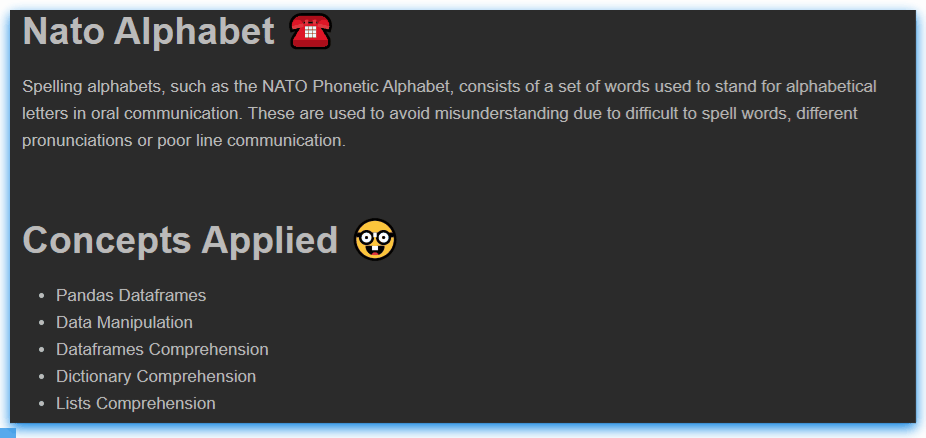 Nato Alphabet
Spelling alphabets, such as the NATO Phonetic Alphabet, consists of a set of words used to stand for alphabetical
letters in oral communication. These are used to avoid misunderstanding due to difficult to spell words, different
pronunciations or poor line communication.
Concepts Applied
Pandas Dataframes
Data Manipulation
Dataframes Comprehension
Dictionary Comprehension
Lists Comprehension